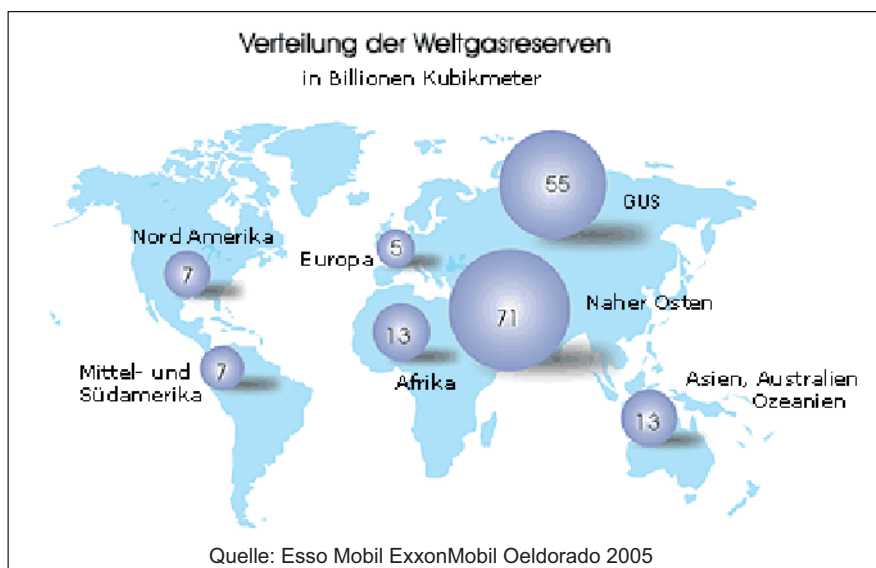 Verteilung der Weltgasreserven
in Billionen Kubikmeter
55
GUS
Nord Amerika
7
Europa
5
Naher Osten
71
13
Afrika
Mittel- und
Südamerika
7
Asien, Australien
Ozeanien
13
Quelle: Esso Mobil ExxonMobil Oeldorado 2005